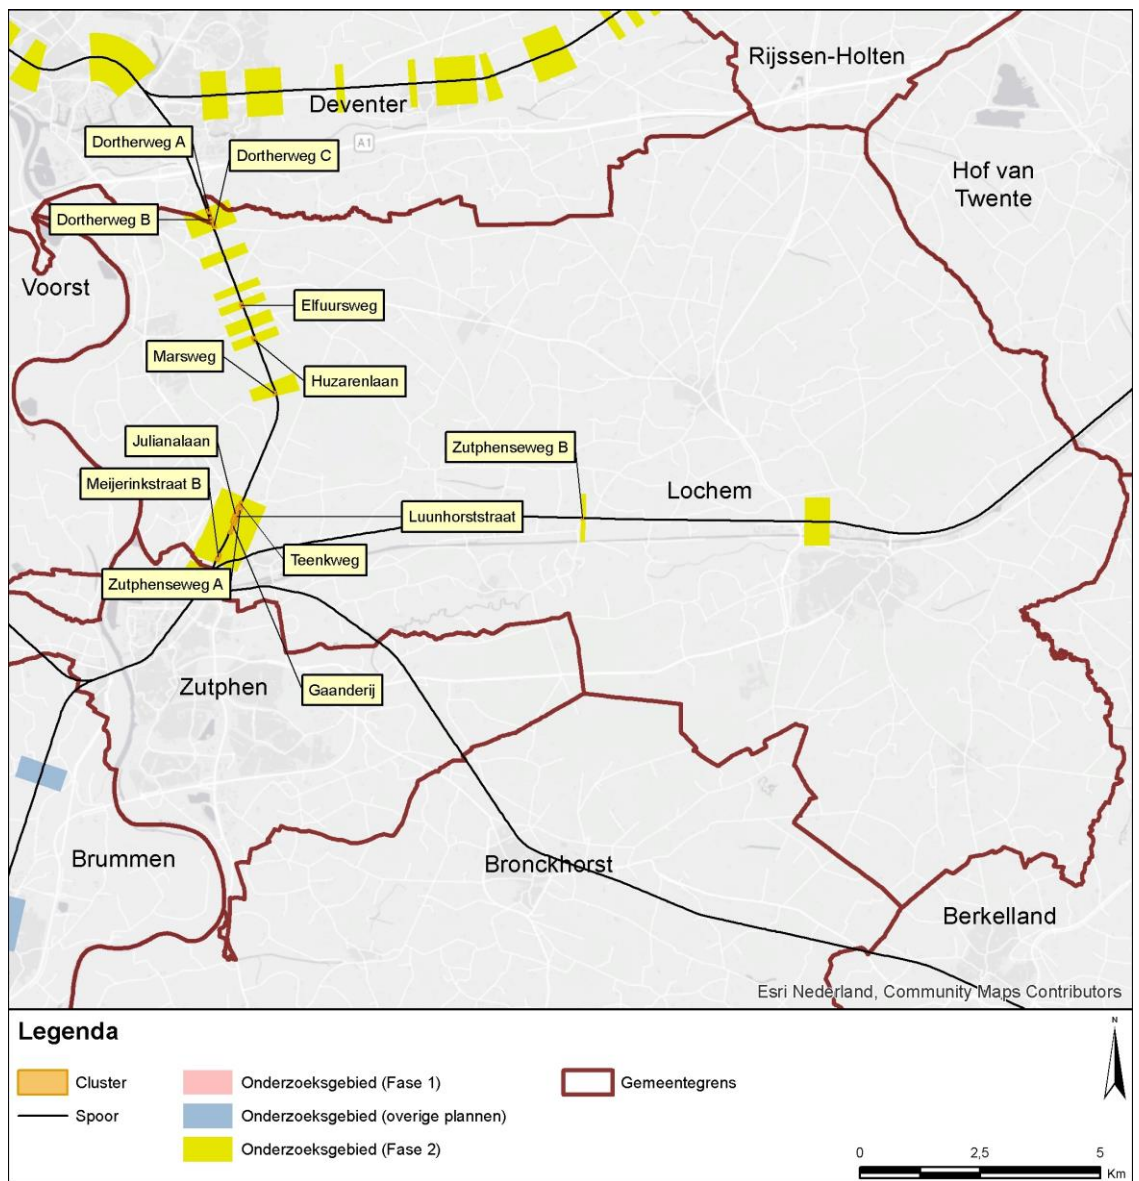 Rijssen-Holten
Deventer
A1
Dortherweg A
Dortherweg C
Hof van
Twente
Dortherweg B
Voorst
Elfuursweg
Marsweg
Huzarenlaan
Julianalaan
Zutphenseweg B
Meijerinkstraat B
Lochem
Luunhorststraat
Teenkweg
Zutphenseweg A
Zutphen
Gaanderij
Brummen
Bronckhorst
Berkelland
Esri Nederland, Community Maps Contributors
Legenda
N
Cluster
Onderzoeksgebied (Fase 1)
Gemeentegrens
Spoor
Onderzoeksgebied (overige plannen)
Onderzoeksgebied (Fase 2)
0 2,5 5
Km